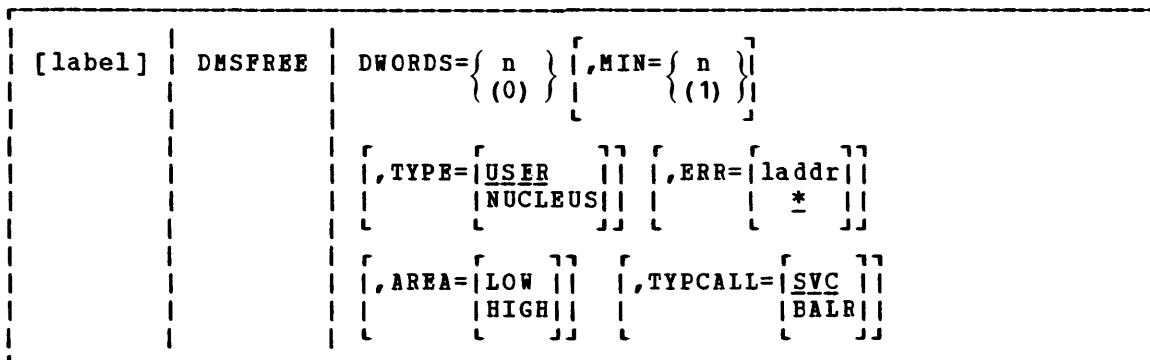 [label] DMSFREE DWORDS={ n / (0) } [,MIN={ n / (1) }]
[,TYPE=[USER / NUCLEUS]] [,ERR=[laddr / *]]
[,AREA=[LOW / HIGH]] [,TYPCALL=[SVC / BALR]]